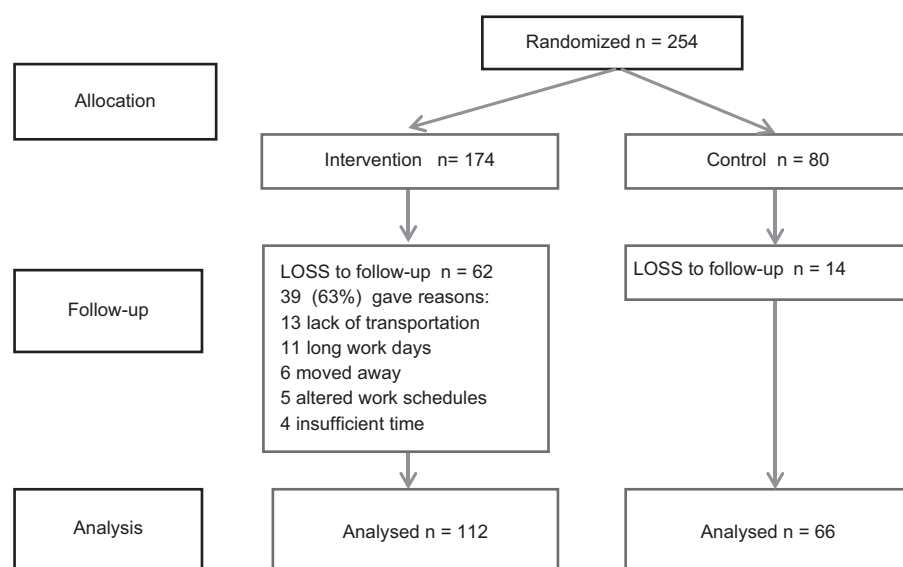 Randomized n = 254
Allocation
Intervention n= 174
Control n = 80
Follow-up
LOSS to follow-up n = 62
39 (63%) gave reasons:
13 lack of transportation
11 long work days
6 moved away
5 altered work schedules
4 insufficient time
LOSS to follow-up n = 14
Analysis
Analysed n = 112
Analysed n = 66